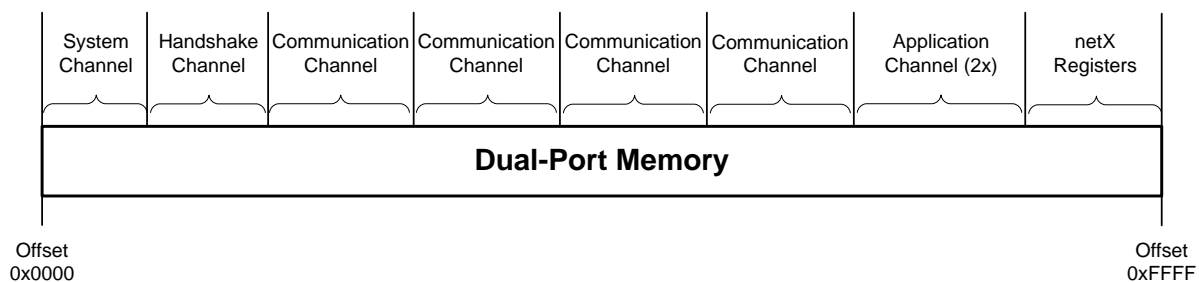 System
Channel
Handshake
Channel
Communication
Channel
Communication
Channel
Communication
Channel
Communication
Channel
Application
Channel (2x)
netX
Registers
Dual-Port Memory
Offset
0x0000
Offset
0xFFFF